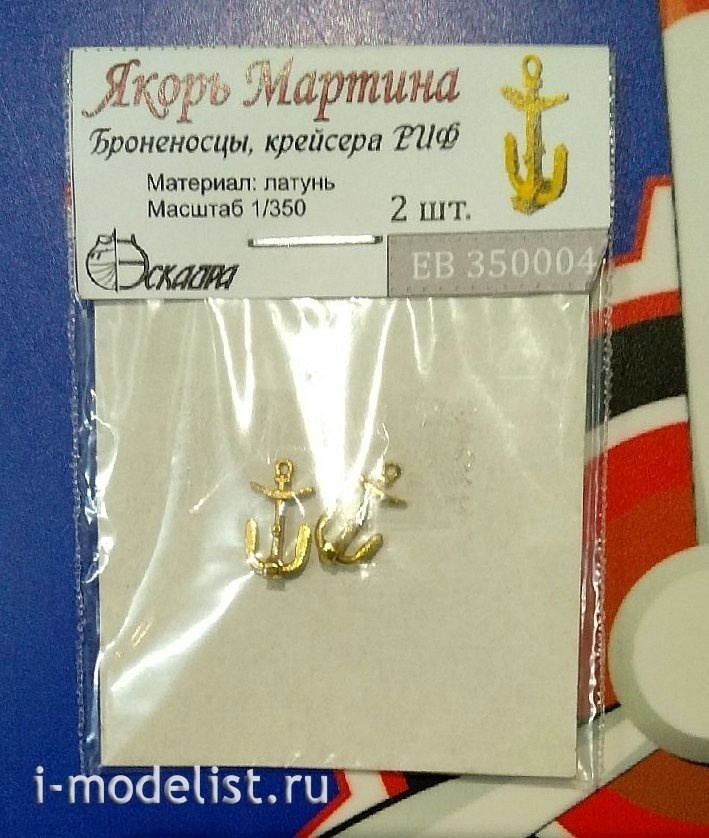 Якорь Мартина
Броненосцы, крейсера РИФ
Материал: латунь
Масштаб 1/350
2 шт.
Эскадра
ЕВ 350004
i-modelist.ru